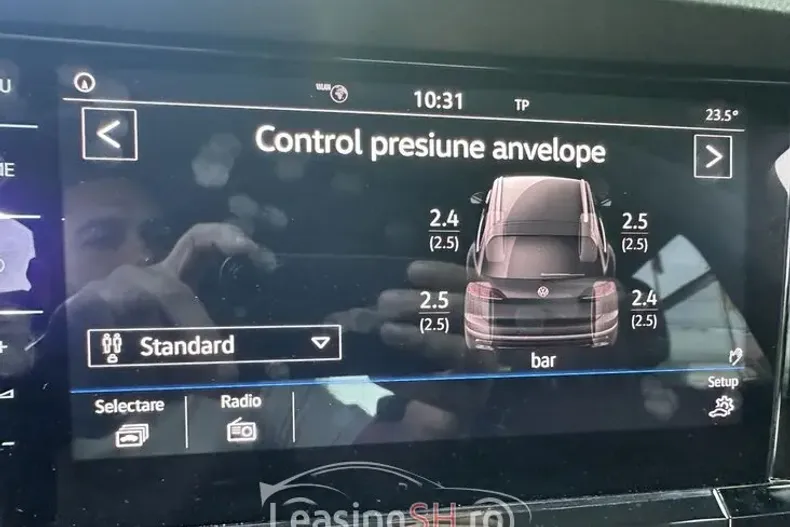 U
10:31
TP
23.5°
Control presiune anvelope
2.4
(2.5)
2.5
(2.5)
2.5
(2.5)
2.4
(2.5)
Standard
bar
Selectare
Radio
Setup
LeasingSH.ro